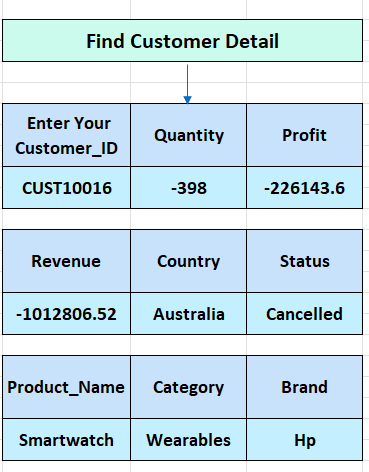 Find Customer Detail
Enter Your
Customer_ID
Quantity
Profit
CUST10016
-398
-226143.6
Revenue
Country
Status
-1012806.52
Australia
Cancelled
Product_Name
Category
Brand
Smartwatch
Wearables
Hp